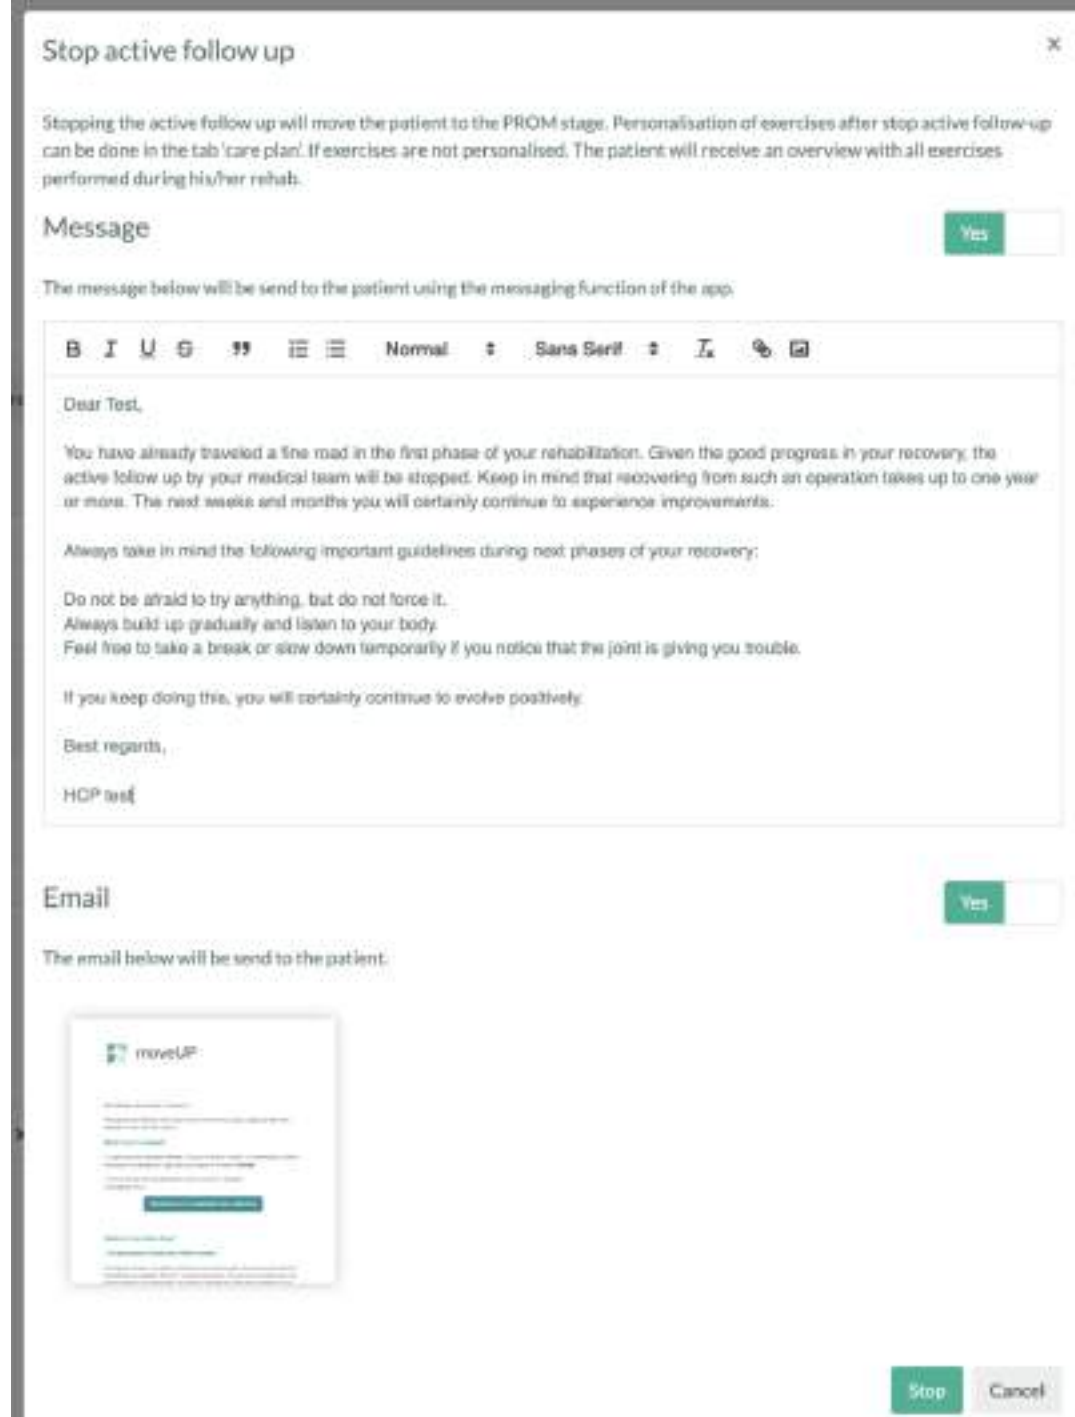 Stop active follow up
×
Stopping the active follow up will move the patient to the PROM stage. Personalisation of exercises after stop active follow-up
can be done in the tab 'care plan'. If exercises are not personalised. The patient will receive an overview with all exercises
performed during his/her rehab.
Message
Yes
The message below will be send to the patient using the messaging function of the app.
B I U S Normal Sans Serif
Dear Test,
You have already traveled a fine road in the first phase of your rehabilitation. Given the good progress in your recovery, the
active follow up by your medical team will be stopped. Keep in mind that recovering from such an operation takes up to one year
or more. The next weeks and months you will certainly continue to experience improvements.
Always take in mind the following important guidelines during next phases of your recovery:
Do not be afraid to try anything, but do not force it.
Always build up gradually and listen to your body.
Feel free to take a break or slow down temporarily if you notice that the joint is giving you trouble.
If you keep doing this, you will certainly continue to evolve positively.
Best regards,
HCP test
Email
Yes
The email below will be send to the patient.
moveUP
Stop
Cancel